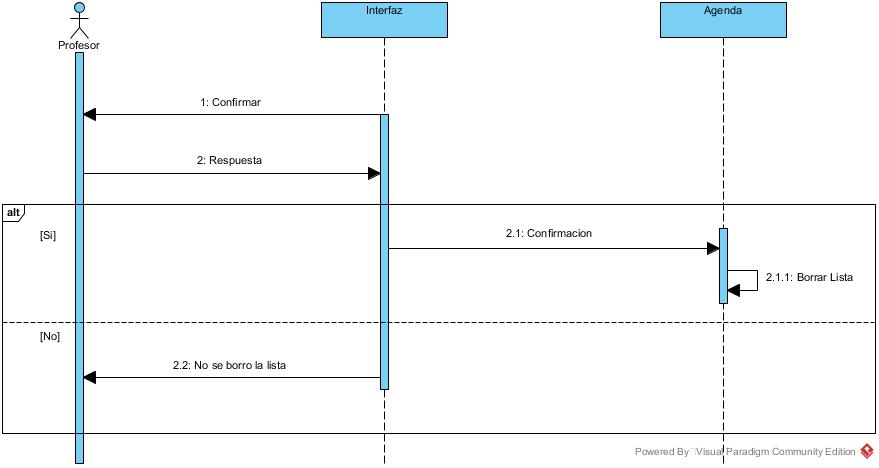 Interfaz
Agenda
Profesor
1: Confirmar
2: Respuesta
alt
[Si]
2.1: Confirmacion
2.1.1: Borrar Lista
[No]
2.2: No se borro la lista
Powered By Visual Paradigm Community Edition